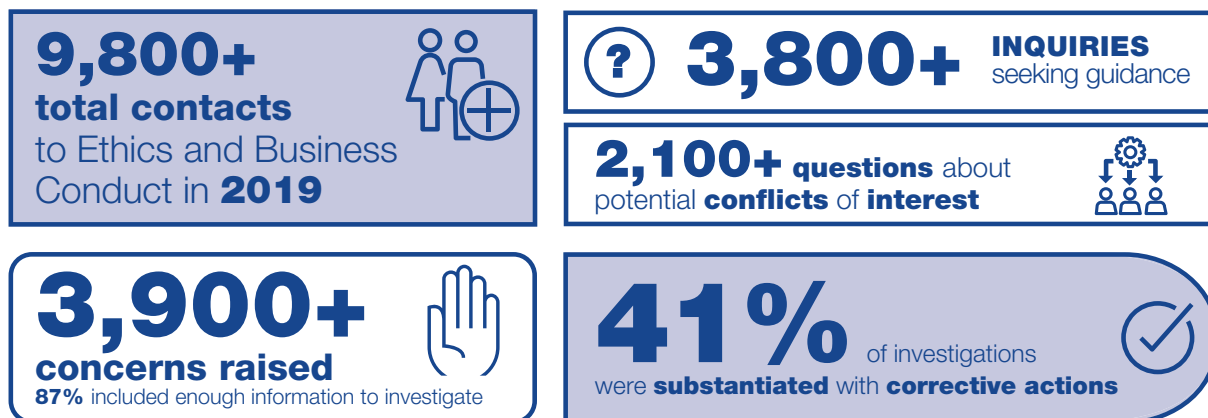 9,800+
total contacts
to Ethics and Business
Conduct in 2019
? 3,800+ INQUIRIES
seeking guidance
2,100+ questions about
potential conflicts of interest
3,900+
concerns raised
87% included enough information to investigate
41% of investigations
were substantiated with corrective actions